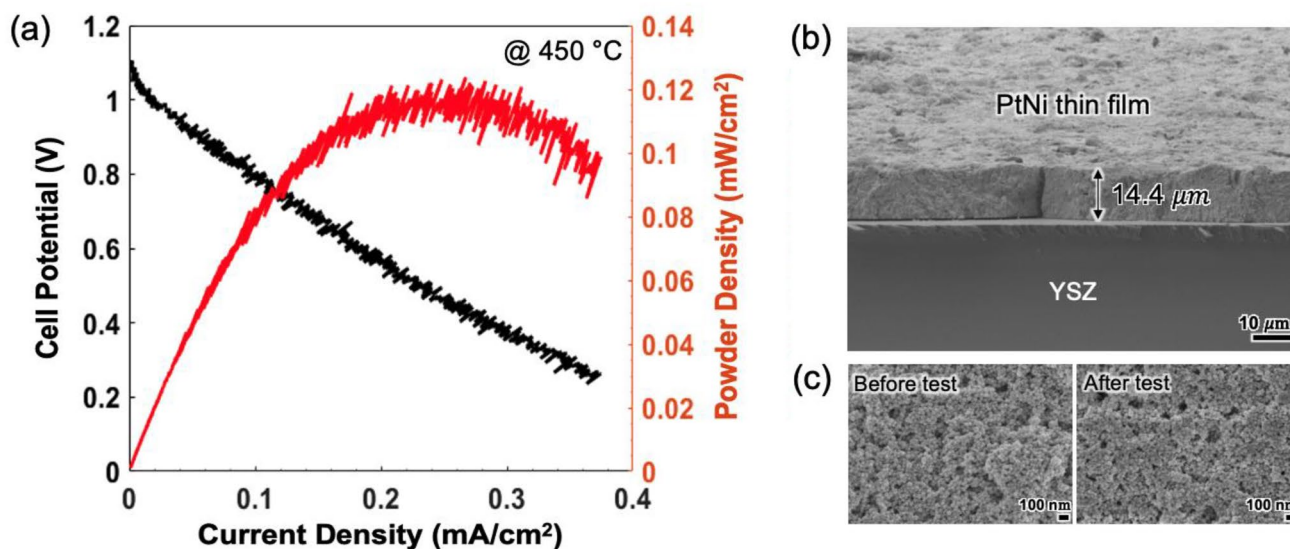 (a)
@ 450 °C
1.2
1
0.8
0.6
0.4
0.2
0
Cell Potential (V)
0.14
0.12
0.1
0.08
0.06
0.04
0.02
0
Powder Density (mW/cm²)
0
0.1
0.2
0.3
0.4
Current Density (mA/cm²)
(b)
PtNi thin film
14.4 μm
YSZ
10 μm
(c)
Before test
100 nm
After test
100 nm